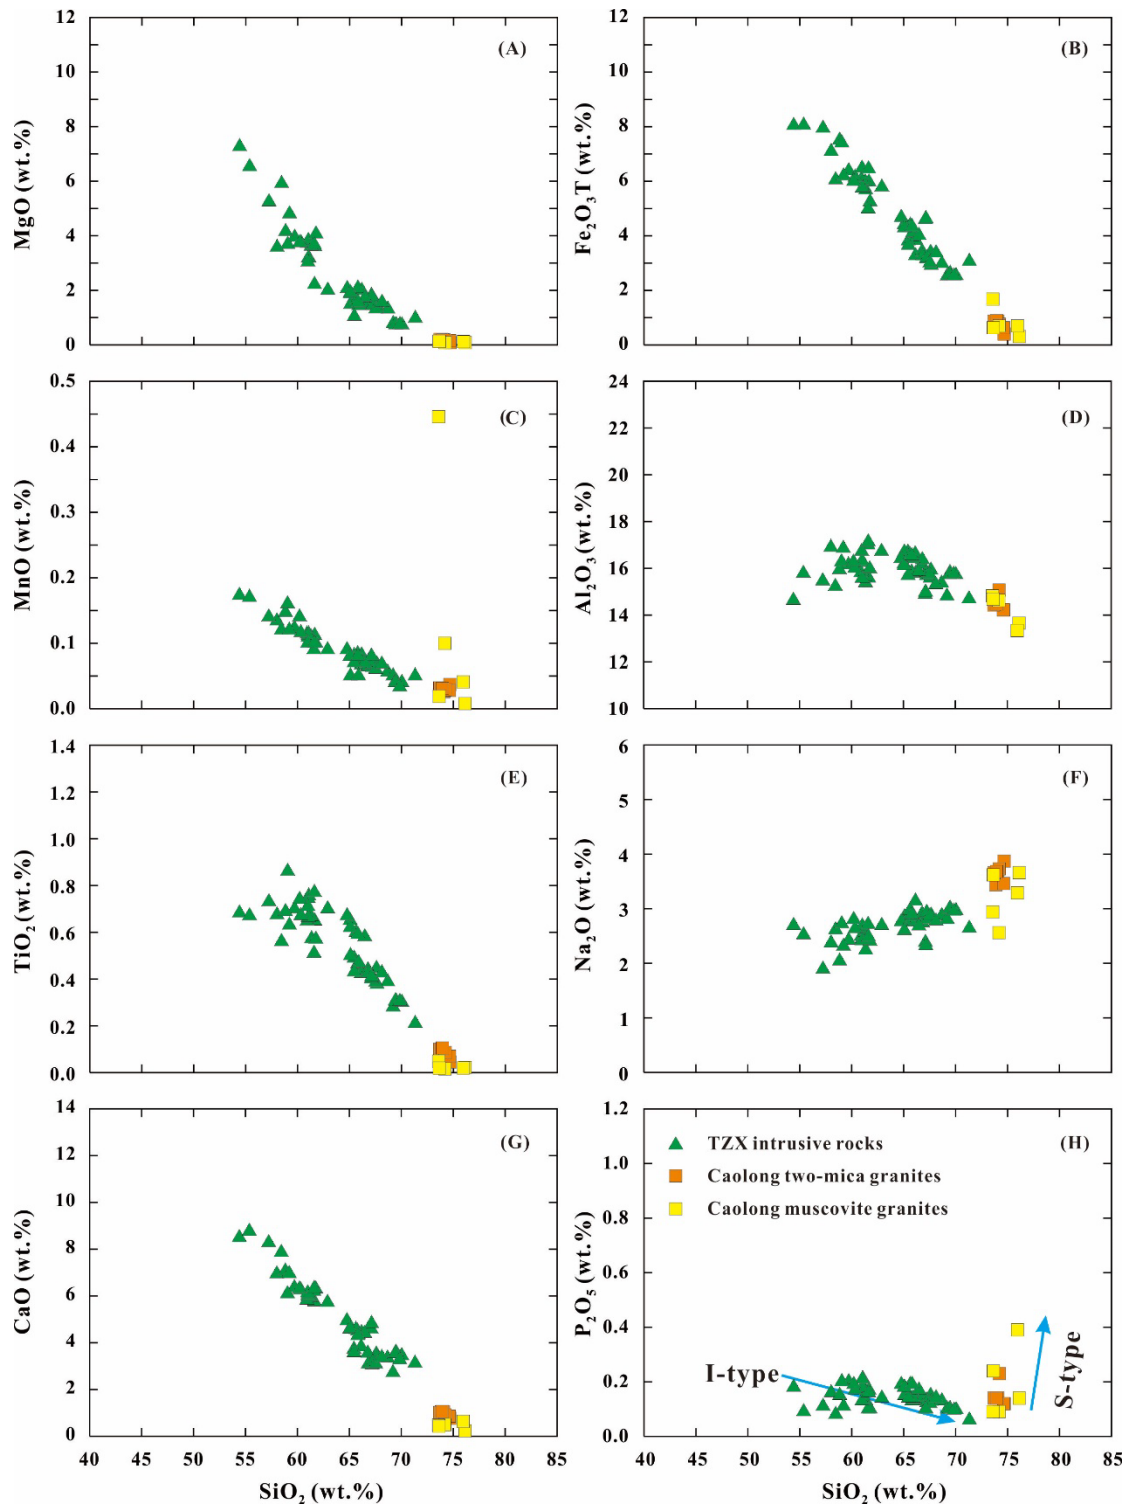 12
10
8
6
4
2
0
MgO (wt.%)
(A)
12
10
8
6
4
2
0
Fe₂O₃T (wt.%)
(B)
0.5
0.4
0.3
0.2
0.1
0.0
MnO (wt.%)
(C)
24
22
20
18
16
14
12
10
Al₂O₃ (wt.%)
(D)
1.4
1.2
1.0
0.8
0.6
0.4
0.2
0.0
TiO₂ (wt.%)
(E)
6
5
4
3
2
1
0
Na₂O (wt.%)
(F)
14
12
10
8
6
4
2
0
CaO (wt.%)
(G)
40 45 50 55 60 65 70 75 80 85
SiO₂ (wt.%)
1.2
1.0
0.8
0.6
0.4
0.2
0.0
P₂O₅ (wt.%)
(H)
TZX intrusive rocks
Caolong two-mica granites
Caolong muscovite granites
I-type
S-type
40 45 50 55 60 65 70 75 80 85
SiO₂ (wt.%)